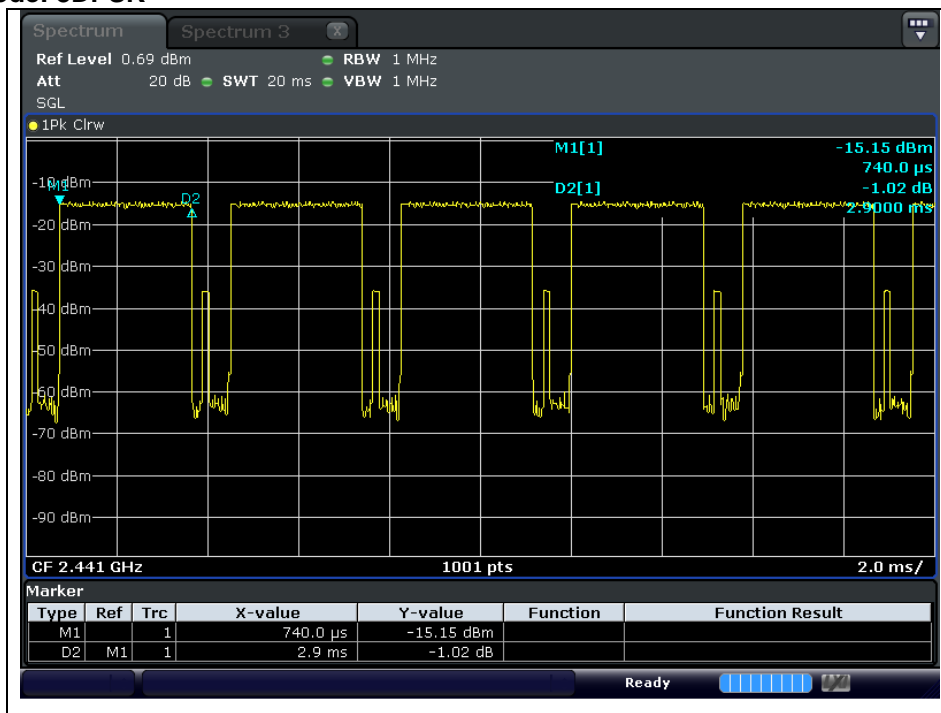 Spectrum Spectrum 3 X
Ref Level 0.69 dBm RBW 1 MHz
Att 20 dB SWT 20 ms VBW 1 MHz
SGL
1Pk Clrw
M1[1] -15.15 dBm
740.0 µs
-10 dBm M1 D2[1] -1.02 dB
D2 2.9000 ms
-20 dBm
-30 dBm
-40 dBm
-50 dBm
-60 dBm
-70 dBm
-80 dBm
-90 dBm
CF 2.441 GHz 1001 pts 2.0 ms/
Marker
Type Ref Trc X-value Y-value Function Function Result
M1 1 740.0 µs -15.15 dBm
D2 M1 1 2.9 ms -1.02 dB
Ready